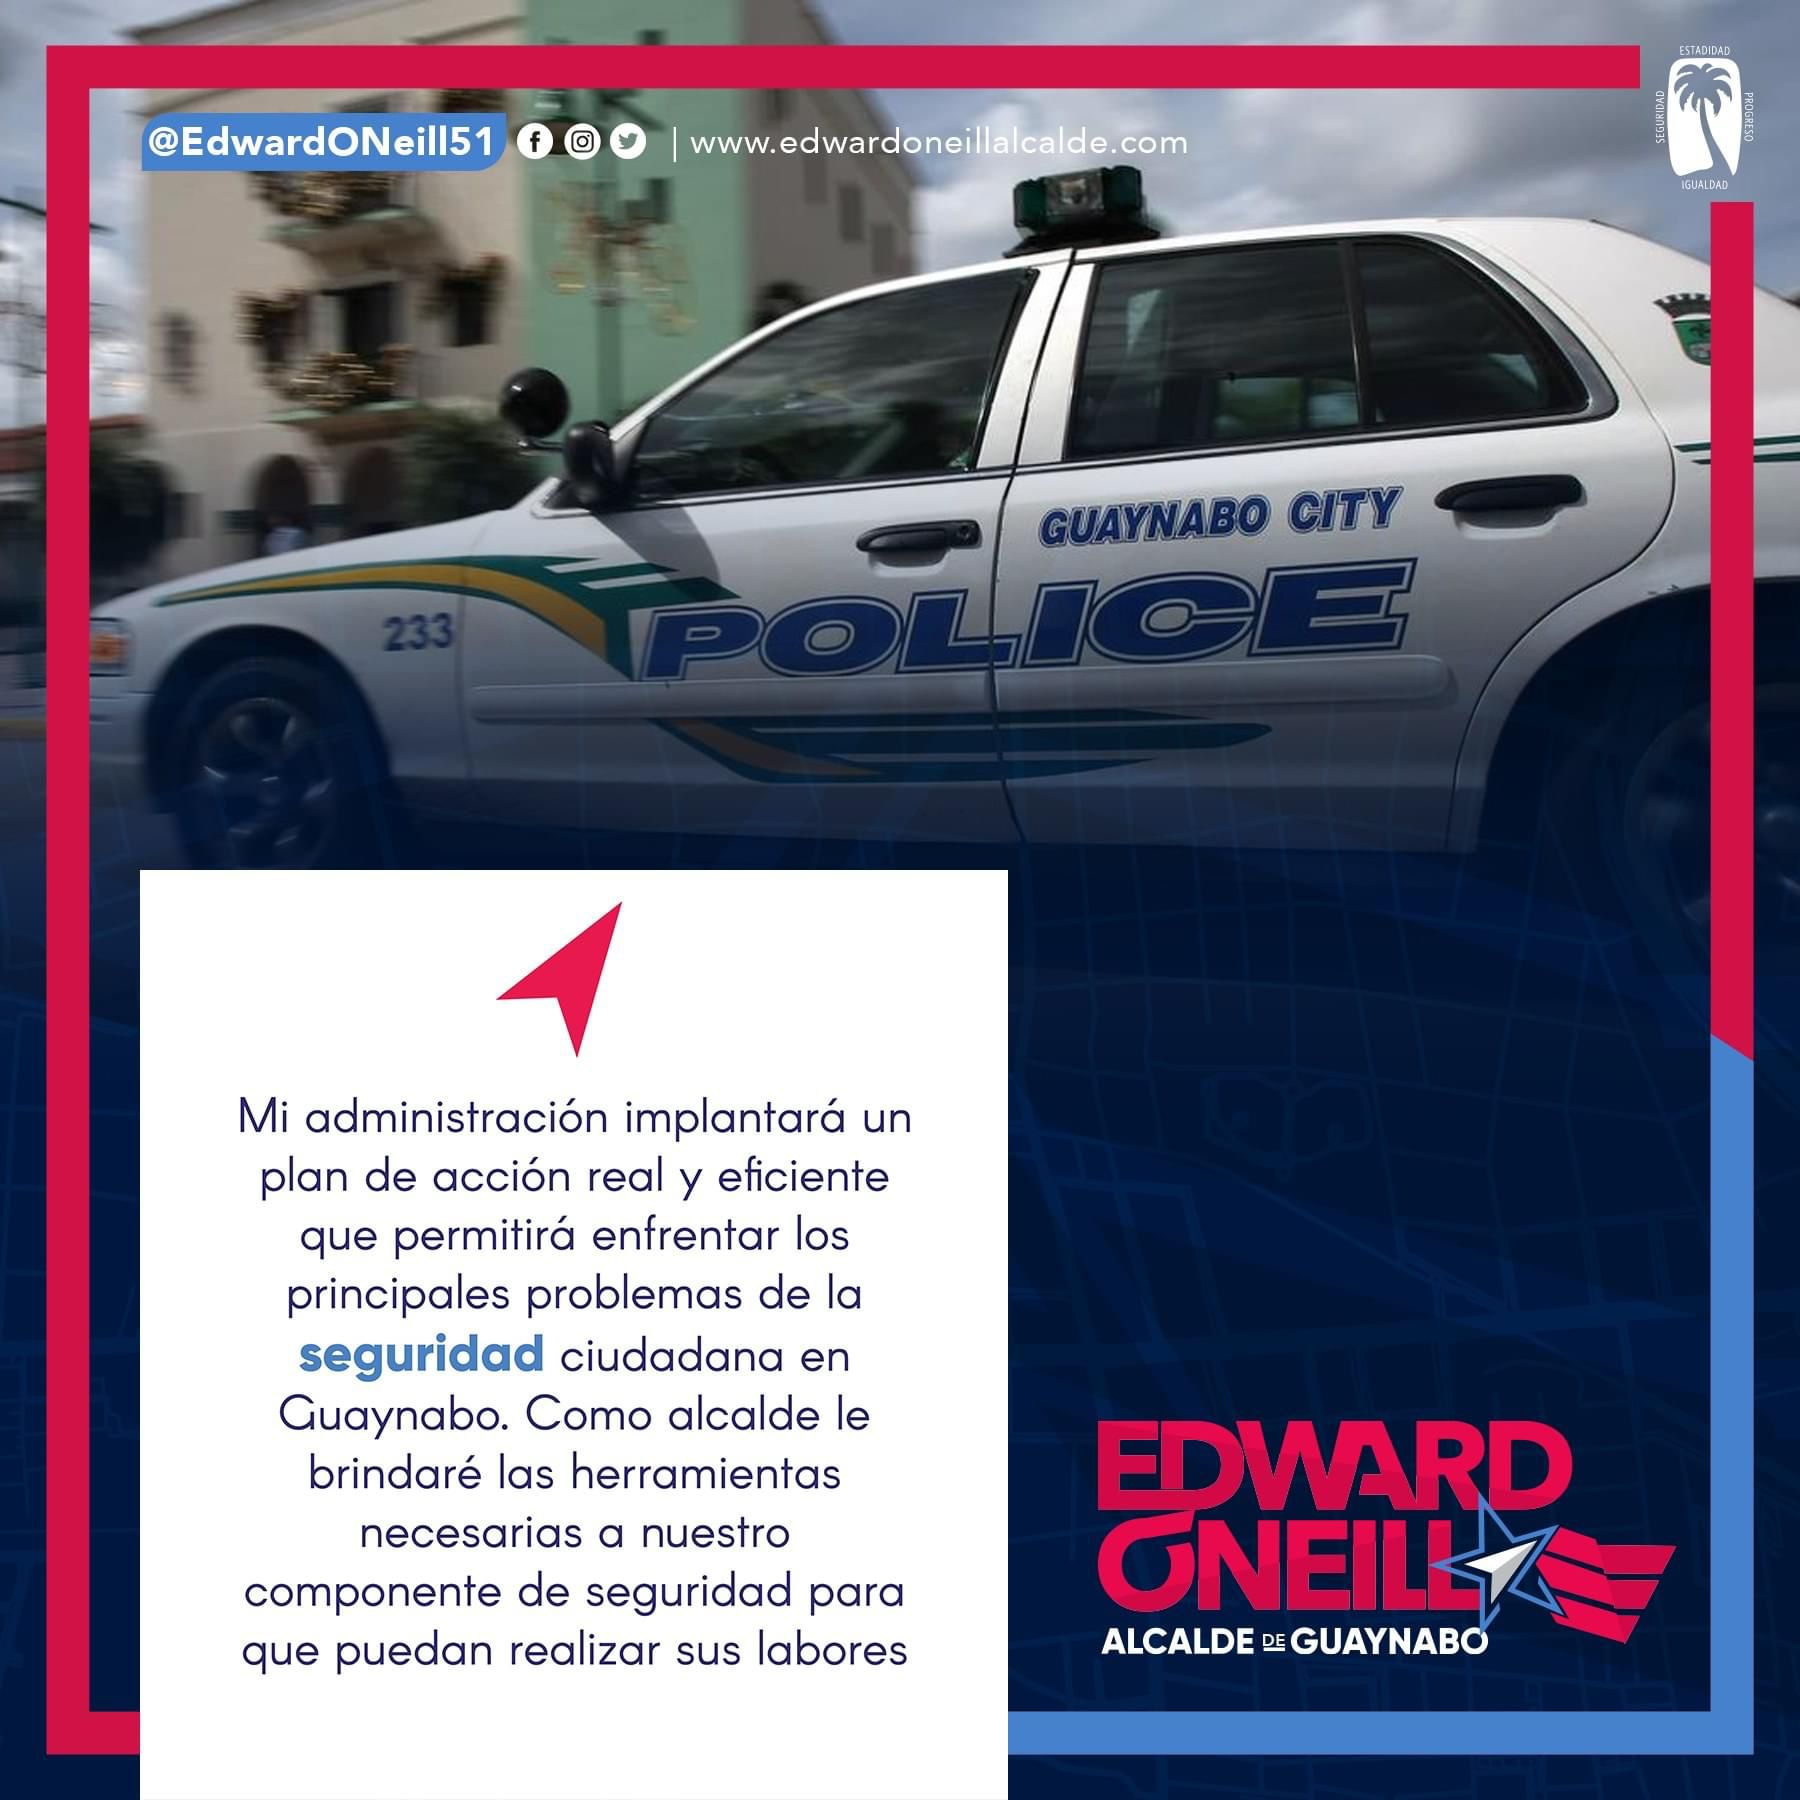 ESTADIDAD
SEGURIDAD
PROGRESO
IGUALDAD
@EdwardONeill51 | www.edwardoneillalcalde.com
GUAYNABO CITY
POLICE
233
Mi administración implantará un
plan de acción real y eficiente
que permitirá enfrentar los
principales problemas de la
seguridad ciudadana en
Guaynabo. Como alcalde le
brindaré las herramientas
necesarias a nuestro
componente de seguridad para
que puedan realizar sus labores
EDWARD
ONEILL
ALCALDE DE GUAYNABO